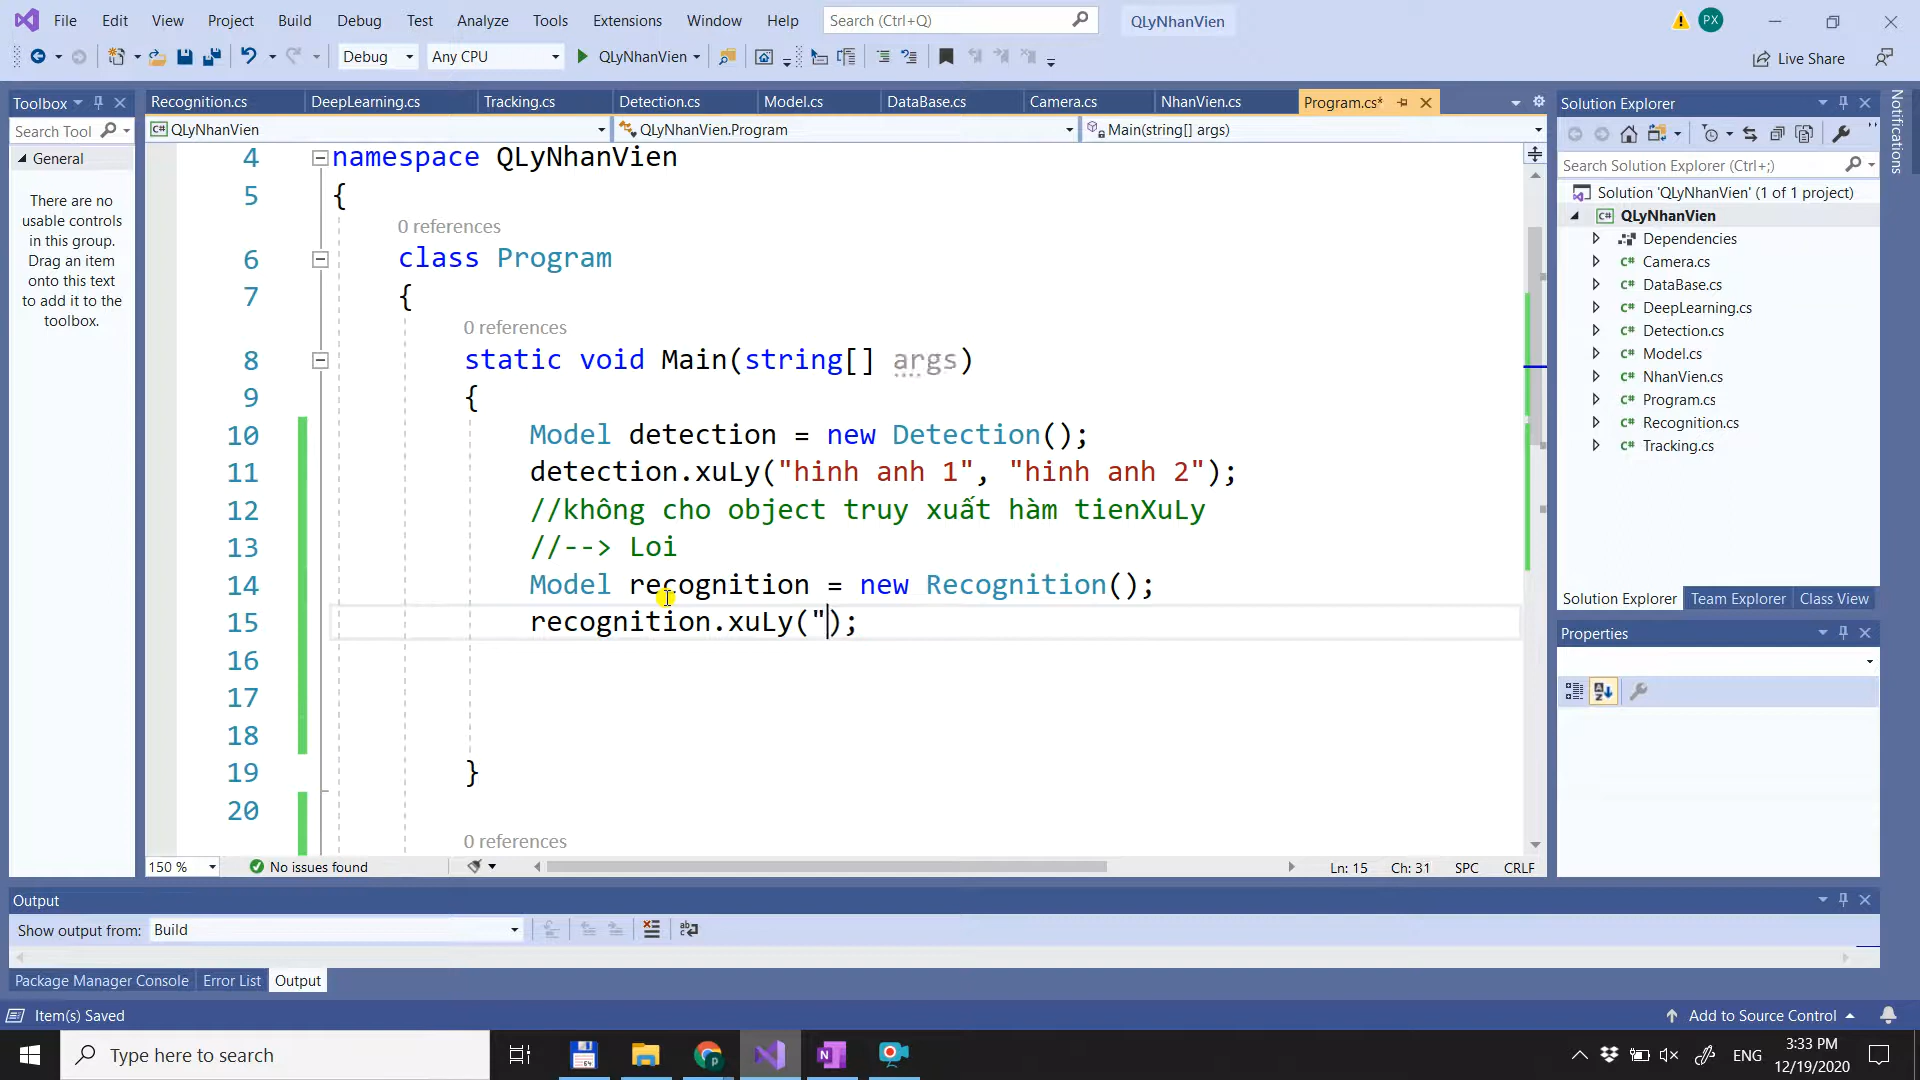 File Edit View Project Build Debug Test Analyze Tools Extensions Window Help Search (Ctrl+Q) QLyNhanVien PX
Debug Any CPU QLyNhanVien Live Share
Toolbox
Search Tool
General
There are no
usable controls
in this group.
Drag an item
onto this text
to add it to the
toolbox.
Recognition.cs DeepLearning.cs Tracking.cs Detection.cs Model.cs DataBase.cs Camera.cs NhanVien.cs Program.cs*
QLyNhanVien QLyNhanVien.Program Main(string[] args)
4 namespace QLyNhanVien
5 {
0 references
6 class Program
7 {
0 references
8 static void Main(string[] args)
9 {
10 Model detection = new Detection();
11 detection.xuLy("hinh anh 1", "hinh anh 2");
12 //không cho object truy xuất hàm tienXuLy
13 //--> Loi
14 Model recognition = new Recognition();
15 recognition.xuLy(");
16
17
18
19 }
20
0 references
150 % No issues found Ln: 15 Ch: 31 SPC CRLF
Solution Explorer
Search Solution Explorer (Ctrl+;)
Solution 'QLyNhanVien' (1 of 1 project)
C# QLyNhanVien
Dependencies
C# Camera.cs
C# DataBase.cs
C# DeepLearning.cs
C# Detection.cs
C# Model.cs
C# NhanVien.cs
C# Program.cs
C# Recognition.cs
C# Tracking.cs
Solution Explorer Team Explorer Class View
Properties
Notifications
Output
Show output from: Build
Package Manager Console Error List Output
Item(s) Saved Add to Source Control
Type here to search ENG 3:33 PM
12/19/2020